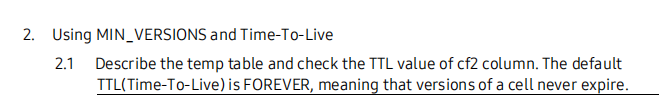 2. Using MIN_VERSIONS and Time-To-Live
2.1 Describe the temp table and check the TTL value of cf2 column. The default
TTL(Time-To-Live) is FOREVER, meaning that versions of a cell never expire.